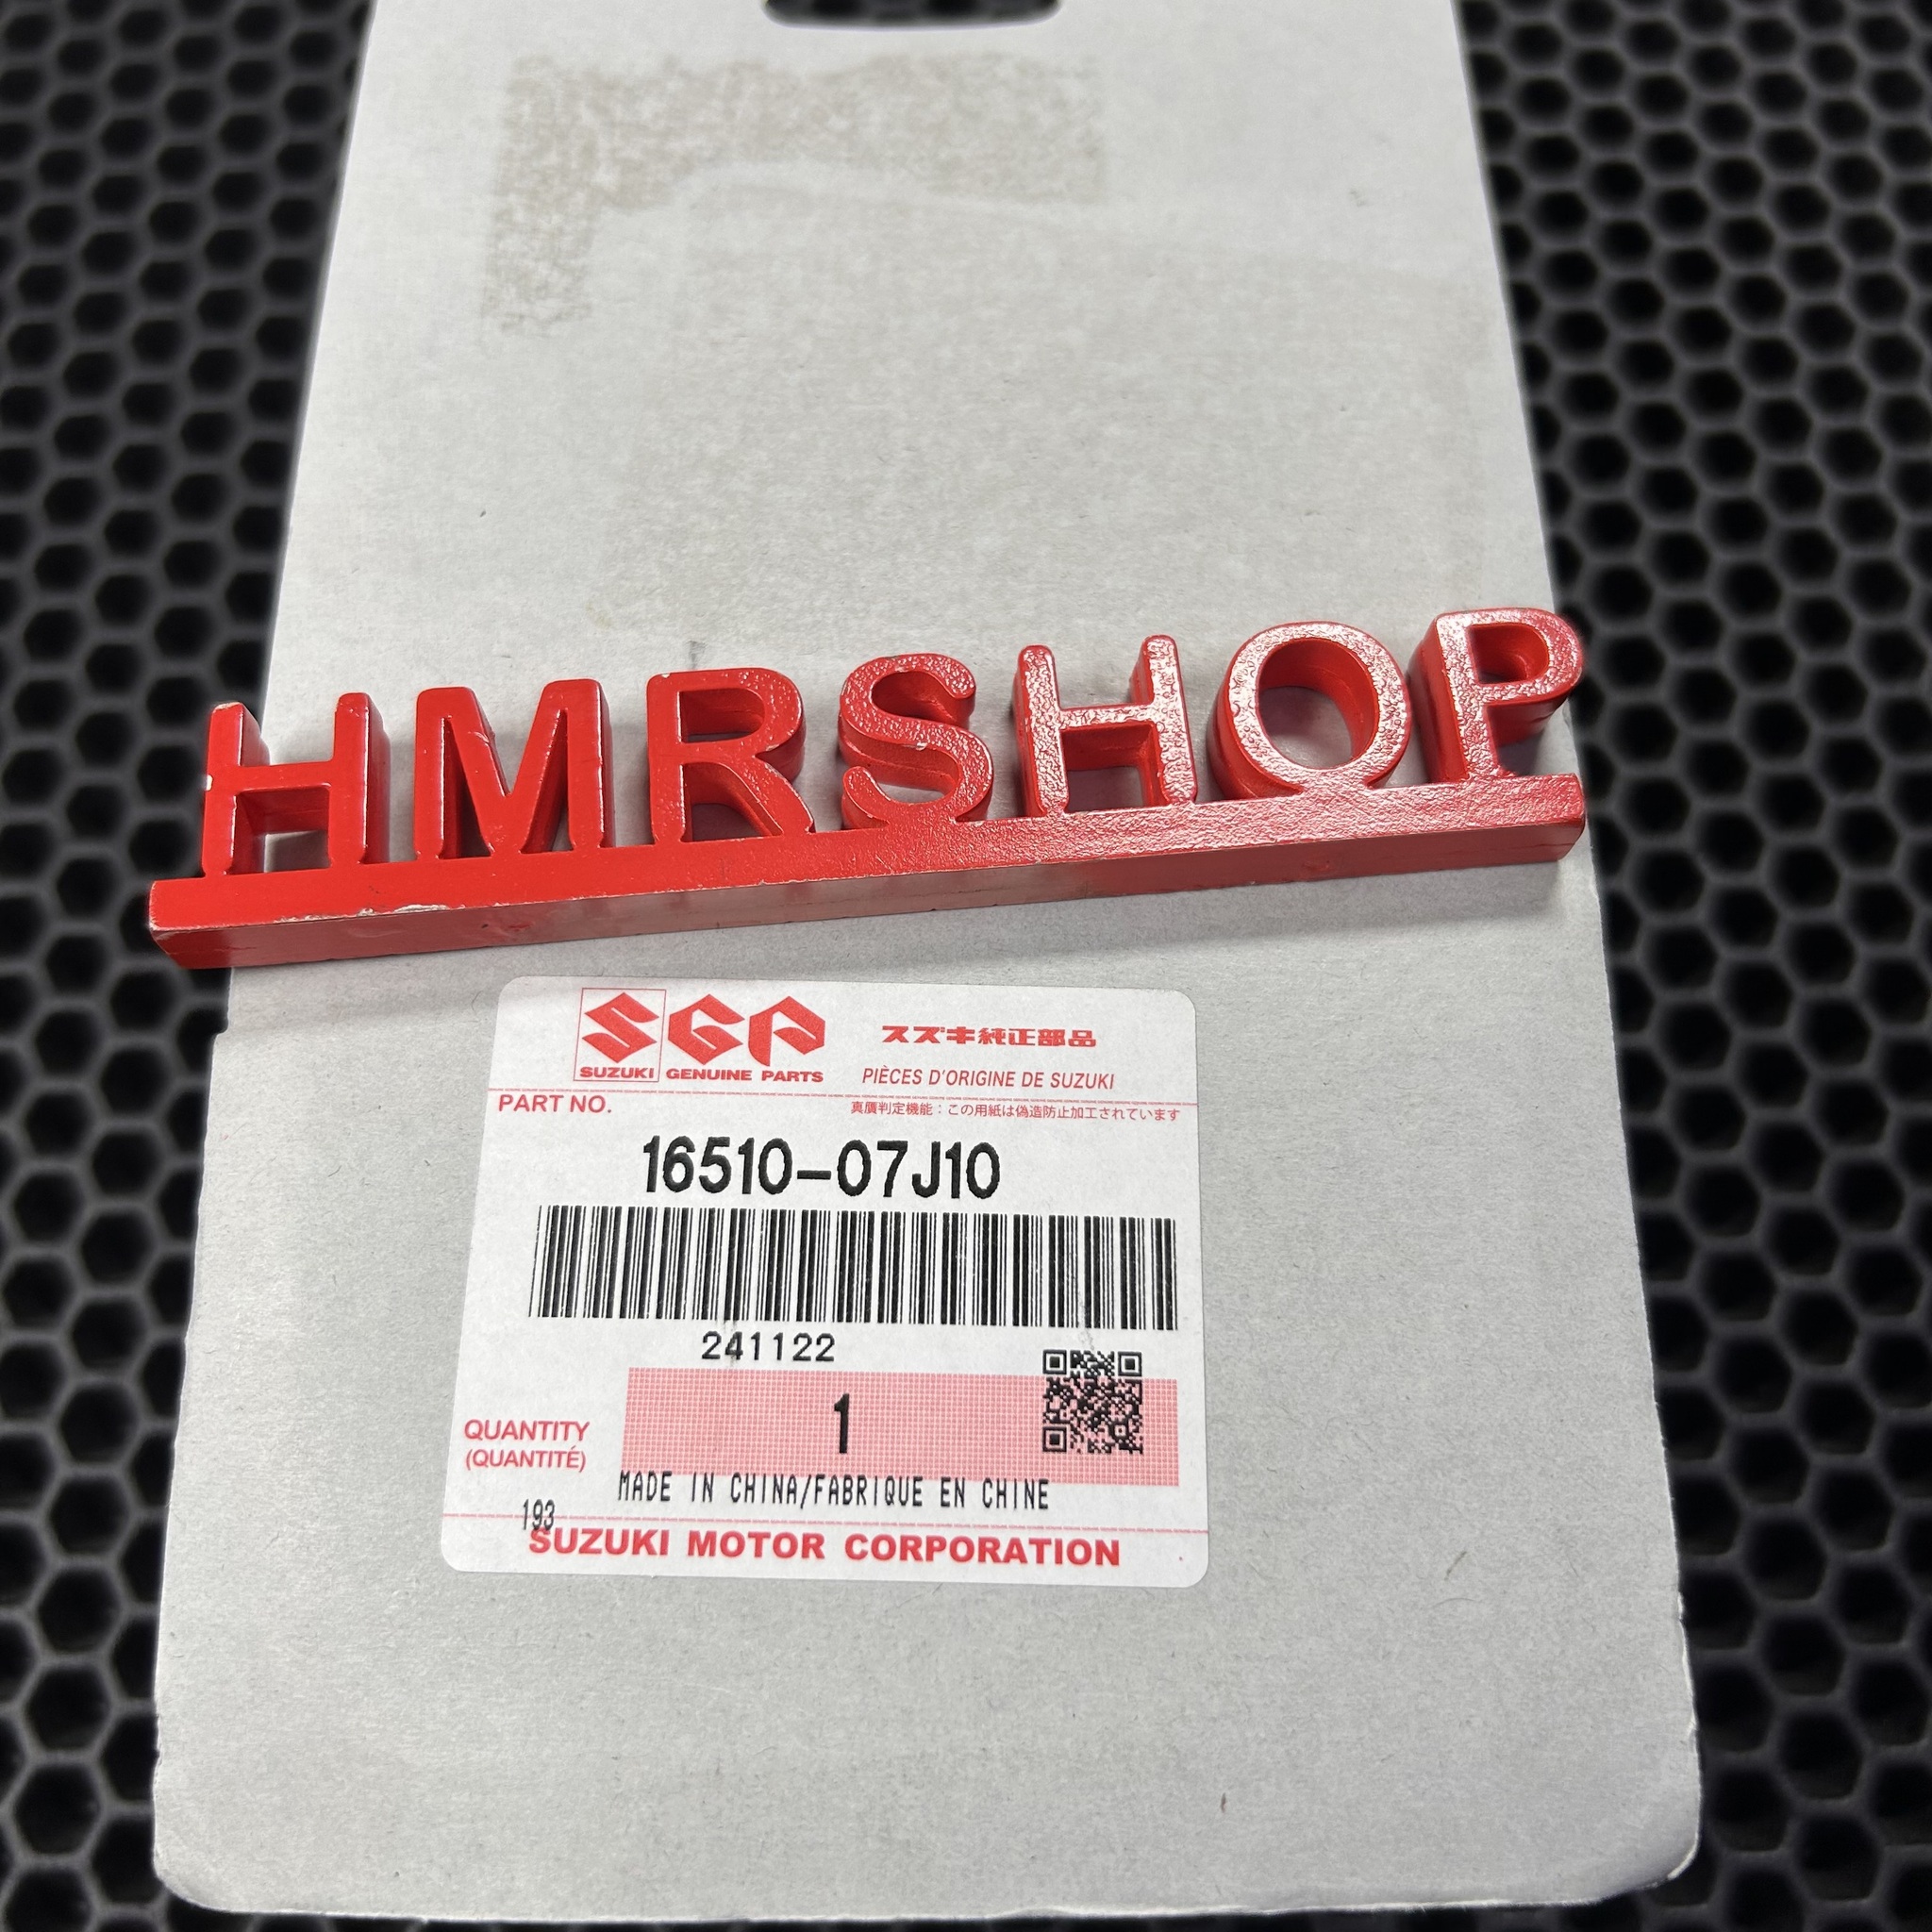 HMRSHOP
SGP
SUZUKI GENUINE PARTS
スズキ純正部品
PIÈCES D'ORIGINE DE SUZUKI
PART NO.
真贋判定機能：この用紙は偽造防止加工されています
16510-07J10
241122
1
QUANTITY
(QUANTITÉ)
MADE IN CHINA/FABRIQUE EN CHINE
193
SUZUKI MOTOR CORPORATION